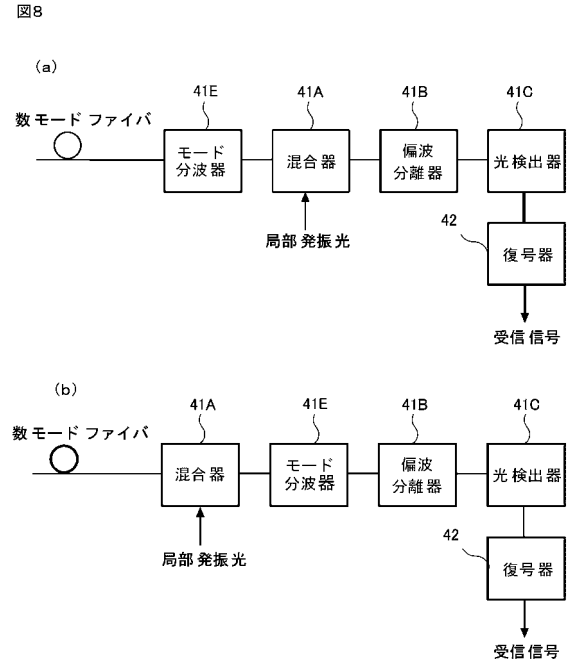 図8
(a)
41E
41A
41B
41C
数モードファイバ
モード
分波器
混合器
偏波
分離器
光検出器
局部発振光
42
復号器
受信信号
(b)
41A
41E
41B
41C
数モードファイバ
混合器
モード
分波器
偏波
分離器
光検出器
局部発振光
42
復号器
受信信号